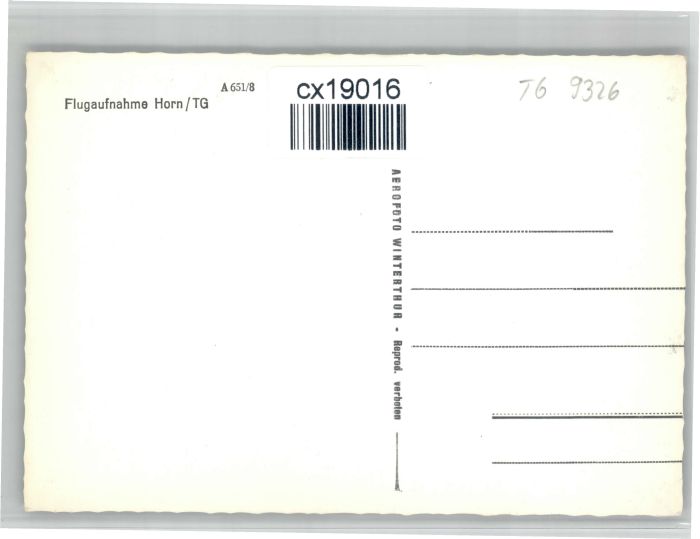 A 651/8
Flugaufnahme Horn/TG
cx19016
TG 9326
AEROFOTO WINTERTHUR - Reprod. verboten